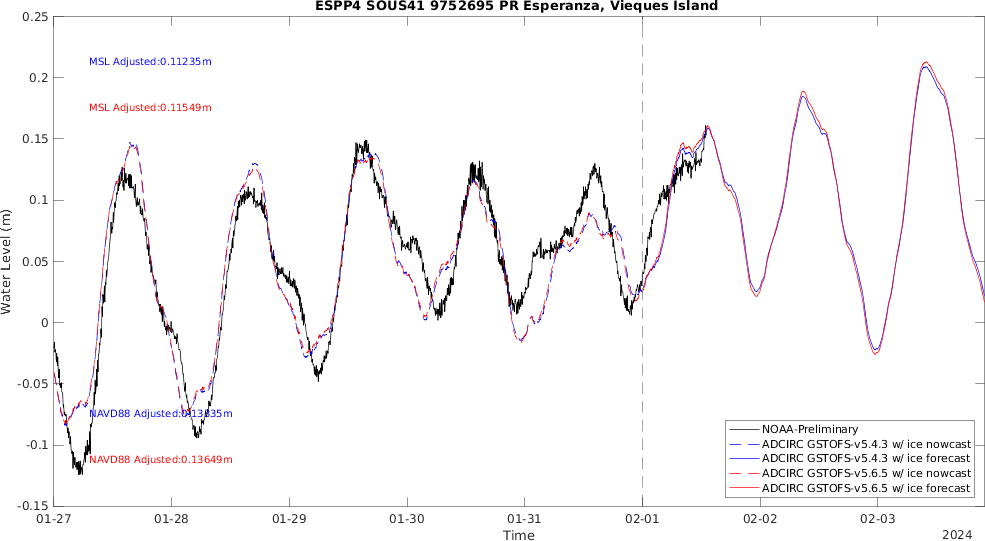 ESPP4 SOUS41 9752695 PR Esperanza, Vieques Island
0.25
0.2
0.15
0.1
0.05
0
-0.05
-0.1
-0.15
Water Level (m)
MSL Adjusted:0.11235m
MSL Adjusted:0.11549m
NAVD88 Adjusted:0.13335m
NAVD88 Adjusted:0.13649m
NOAA-Preliminary
ADCIRC GSTOFS-v5.4.3 w/ ice nowcast
ADCIRC GSTOFS-v5.4.3 w/ ice forecast
ADCIRC GSTOFS-v5.6.5 w/ ice nowcast
ADCIRC GSTOFS-v5.6.5 w/ ice forecast
01-27 01-28 01-29 01-30 01-31 02-01 02-02 02-03
Time
2024